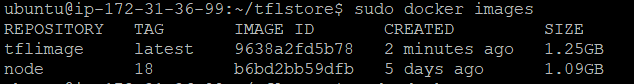 ubuntu@ip-172-31-36-99:~/tflstore$ sudo docker images
REPOSITORY   TAG       IMAGE ID       CREATED         SIZE
tflimage     latest    9638a2fd5b78   2 minutes ago   1.25GB
node         18        b6bd2bb59dfb   5 days ago      1.09GB